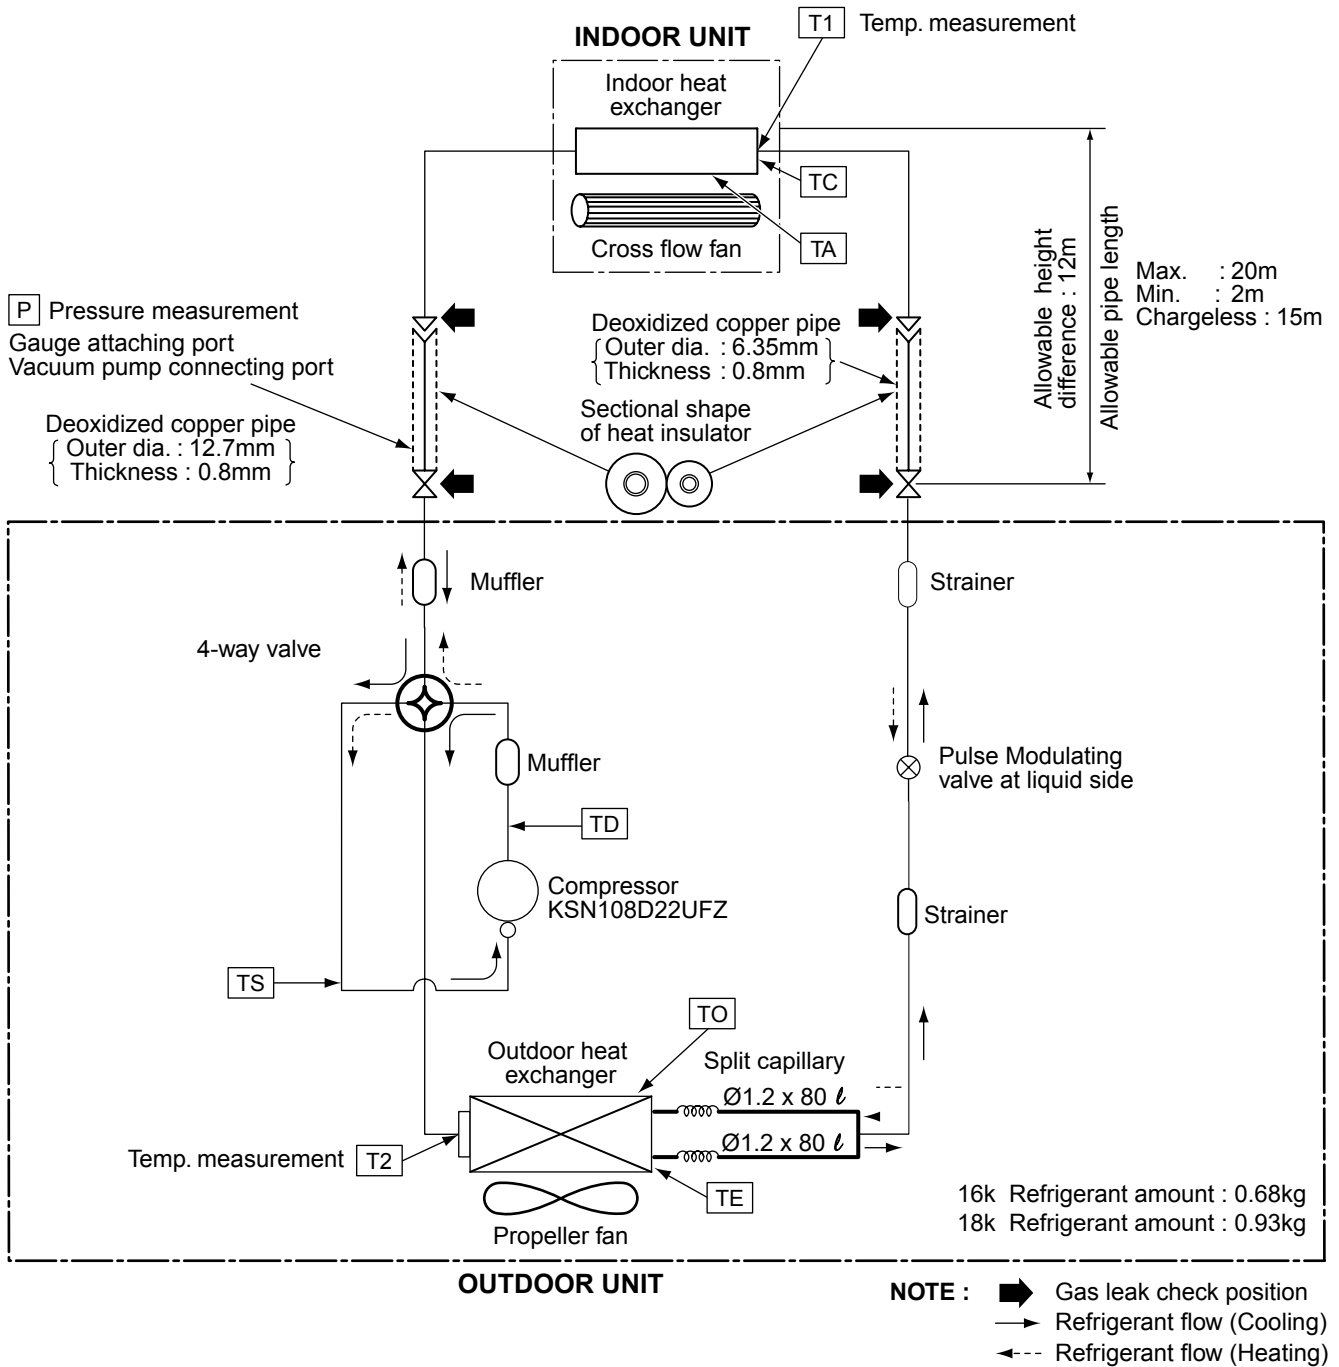 T1 Temp. measurement
INDOOR UNIT
Indoor heat
exchanger
TC
TA
Cross flow fan
Allowable height
difference : 12m
Allowable pipe length
Max. : 20m
Min. : 2m
Chargeless : 15m
P Pressure measurement
Gauge attaching port
Vacuum pump connecting port
Deoxidized copper pipe
Outer dia. : 12.7mm
Thickness : 0.8mm
Deoxidized copper pipe
Outer dia. : 6.35mm
Thickness : 0.8mm
Sectional shape
of heat insulator
Muffler
Strainer
4-way valve
Muffler
Pulse Modulating
valve at liquid side
TD
Compressor
KSN108D22UFZ
Strainer
TS
TO
Outdoor heat
exchanger
Split capillary
Ø1.2 x 80 ℓ
Ø1.2 x 80 ℓ
Temp. measurement T2
TE
Propeller fan
16k Refrigerant amount : 0.68kg
18k Refrigerant amount : 0.93kg
OUTDOOR UNIT
NOTE : Gas leak check position
Refrigerant flow (Cooling)
Refrigerant flow (Heating)